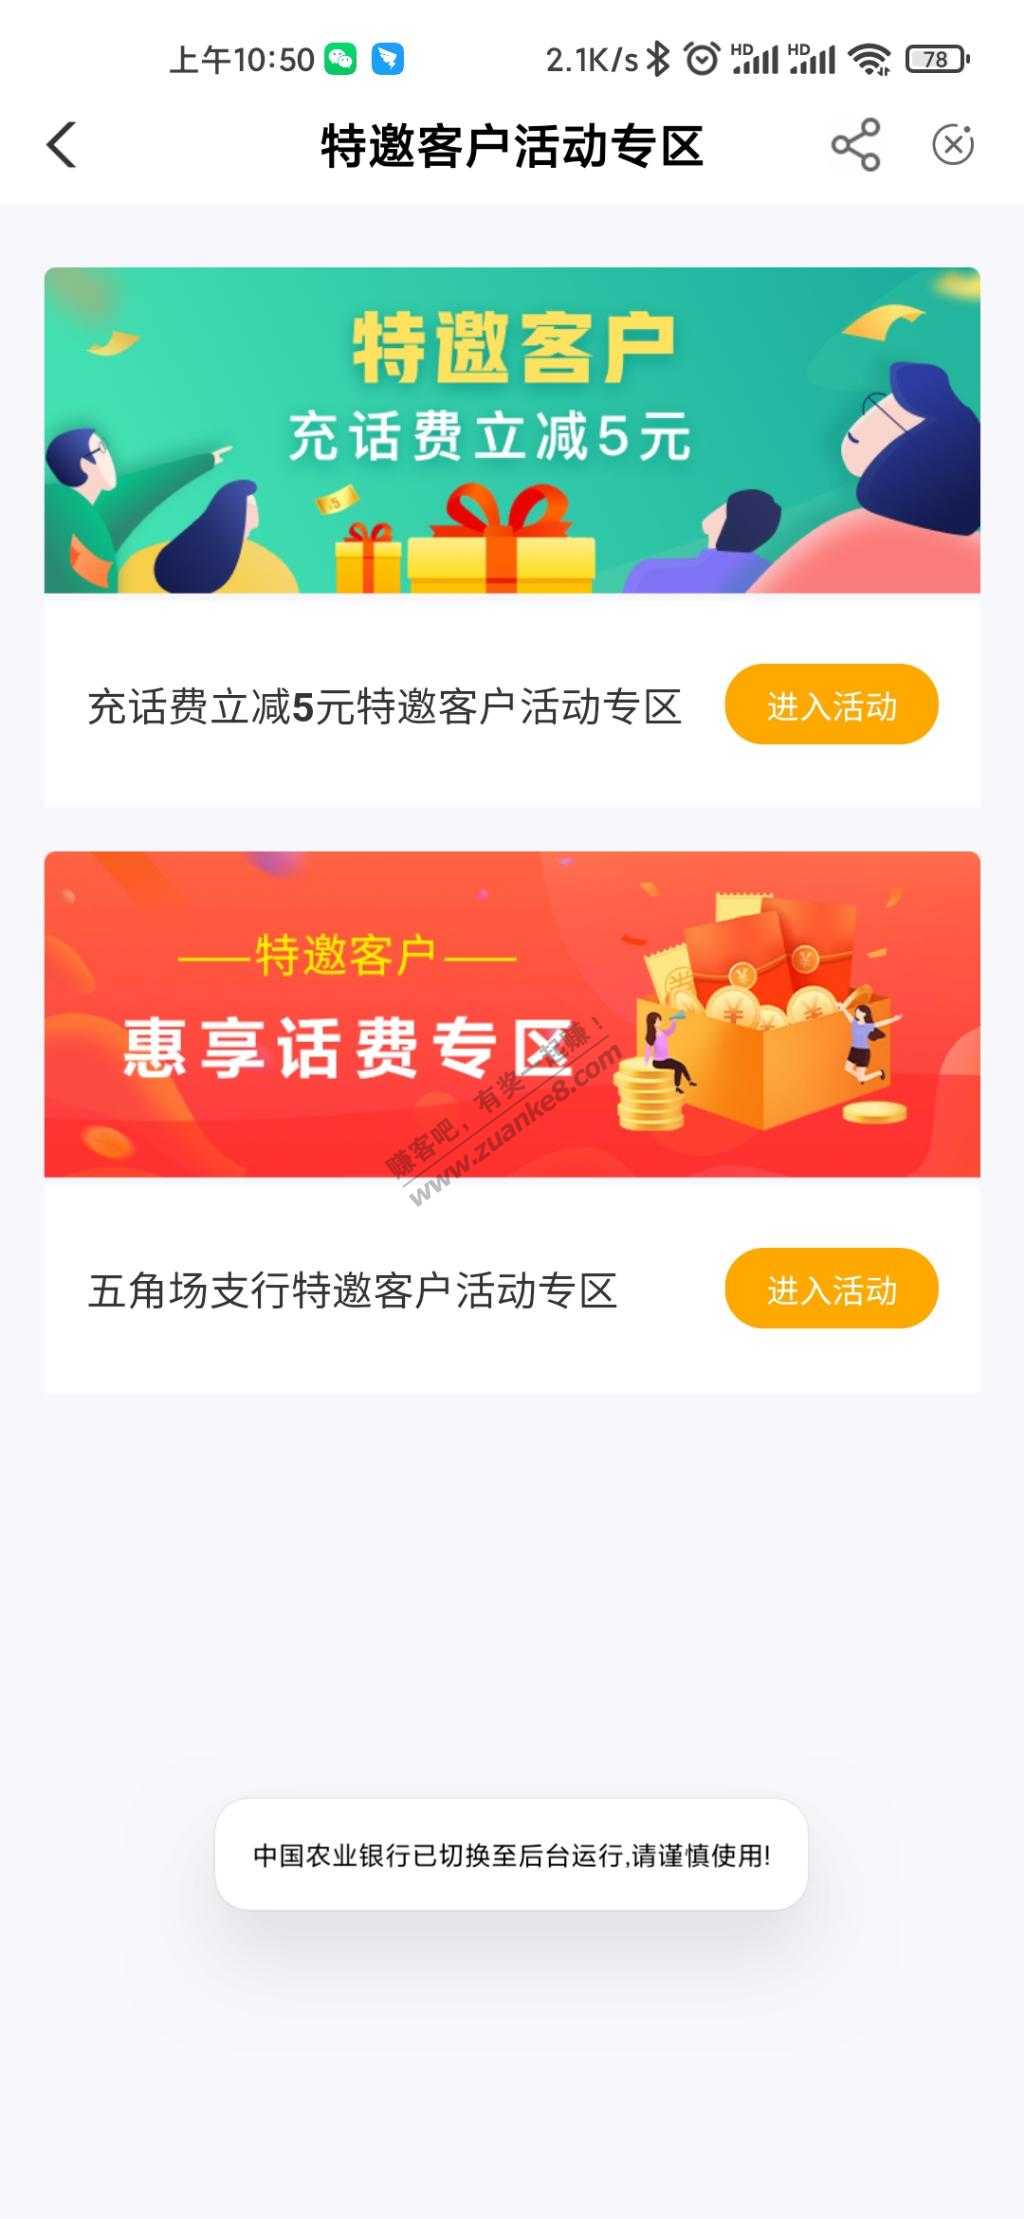 上午10:50
2.1K/s
HD
HD
78
特邀客户活动专区
特邀客户
充话费立减5元
5
充话费立减5元特邀客户活动专区
进入活动
特邀客户
惠享话费专区
赚客吧，有奖一起赚！
www.zuanke8.com
五角场支行特邀客户活动专区
进入活动
中国农业银行已切换至后台运行,请谨慎使用!